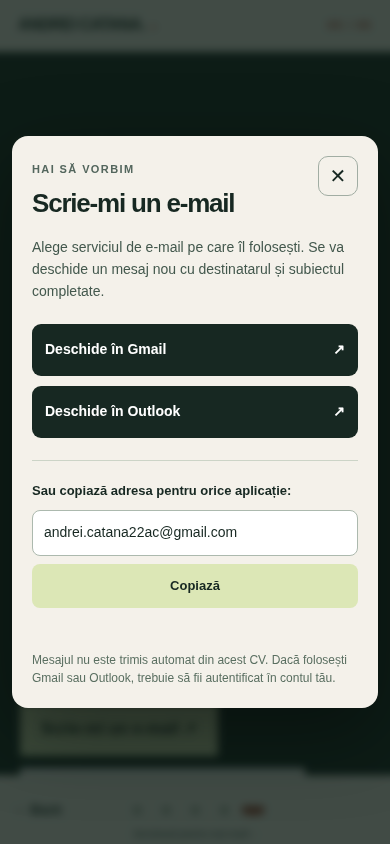 HAI SĂ VORBIM
Scrie-mi un e-mail
✕
Alege serviciul de e-mail pe care îl folosești. Se va
deschide un mesaj nou cu destinatarul și subiectul
completate.
Deschide în Gmail ↗
Deschide în Outlook ↗
Sau copiază adresa pentru orice aplicație:
andrei.catana22ac@gmail.com
Copiază
Mesajul nu este trimis automat din acest CV. Dacă folosești
Gmail sau Outlook, trebuie să fii autentificat în contul tău.